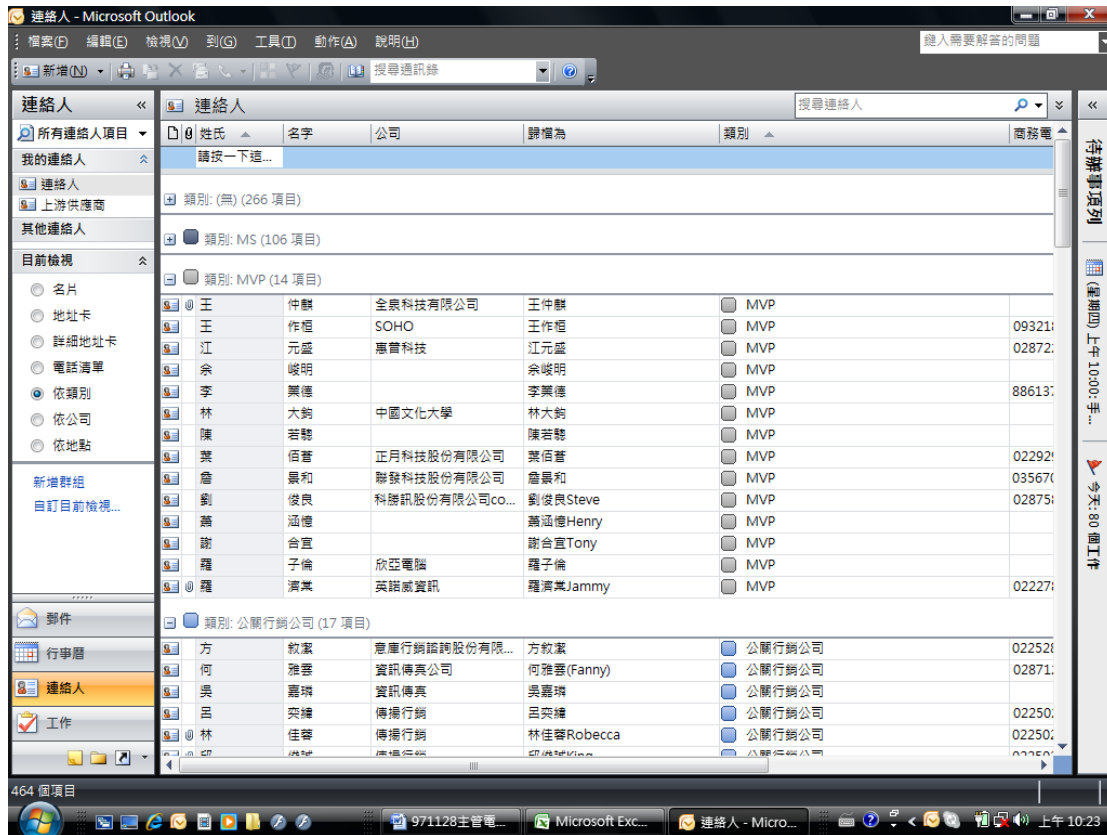 連絡人 - Microsoft Outlook
檔案(F) 編輯(E) 檢視(V) 到(G) 工具(T) 動作(A) 說明(H) 鍵入需要解答的問題
新增(N) 搜尋通訊錄
連絡人 «
所有連絡人項目
我的連絡人
連絡人
上游供應商
其他連絡人
目前檢視
名片
地址卡
詳細地址卡
電話清單
依類別
依公司
依地點
新增群組
自訂目前檢視...
郵件
行事曆
連絡人
工作
連絡人 搜尋連絡人
姓氏 名字 公司 歸檔為 類別 商務電
請按一下這...
類別: (無) (266 項目)
類別: MS (106 項目)
類別: MVP (14 項目)
王 仲麒 全泉科技有限公司 王仲麒 MVP
王 作桓 SOHO 王作桓 MVP 09321
江 元盛 惠普科技 江元盛 MVP 02872
余 峻明 余峻明 MVP
李 業德 李業德 MVP 88613
林 大鈞 中國文化大學 林大鈞 MVP
陳 若聰 陳若聰 MVP
葉 佰蒼 正月科技股份有限公司 葉佰蒼 MVP 02292
詹 景和 聯發科技股份有限公司 詹景和 MVP 03567
劉 俊良 科勝訊股份有限公司co... 劉俊良Steve MVP 02875
蕭 涵憶 蕭涵憶Henry MVP
謝 合宜 謝合宜Tony MVP
羅 子倫 欣亞電腦 羅子倫 MVP
羅 濟棠 英諾威資訊 羅濟棠Jammy MVP 02227
類別: 公關行銷公司 (17 項目)
方 敘潔 意庫行銷諮詢股份有限... 方敘潔 公關行銷公司 02252
何 雅雲 資訊傳真公司 何雅雲(Fanny) 公關行銷公司 02871
吳 嘉璘 資訊傳真 吳嘉璘 公關行銷公司
呂 奕緯 傳揚行銷 呂奕緯 公關行銷公司 02250
林 佳蓉 傳揚行銷 林佳蓉Robecca 公關行銷公司 02250
«
待辦事項列
(星期四) 上午 10:00: 手...
今天: 80 個工作
464 個項目
971128主管電... Microsoft Exc... 連絡人 - Micro... 上午 10:23